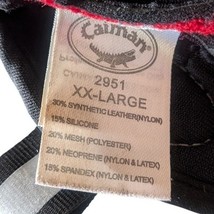 Caiman
2951
XX-LARGE
30% SYNTHETIC LEATHER(NYLON)
15% SILICONE
20% MESH (POLYESTER)
20% NEOPRENE (NYLON & LATEX)
15% SPANDEX (NYLON & LATEX)